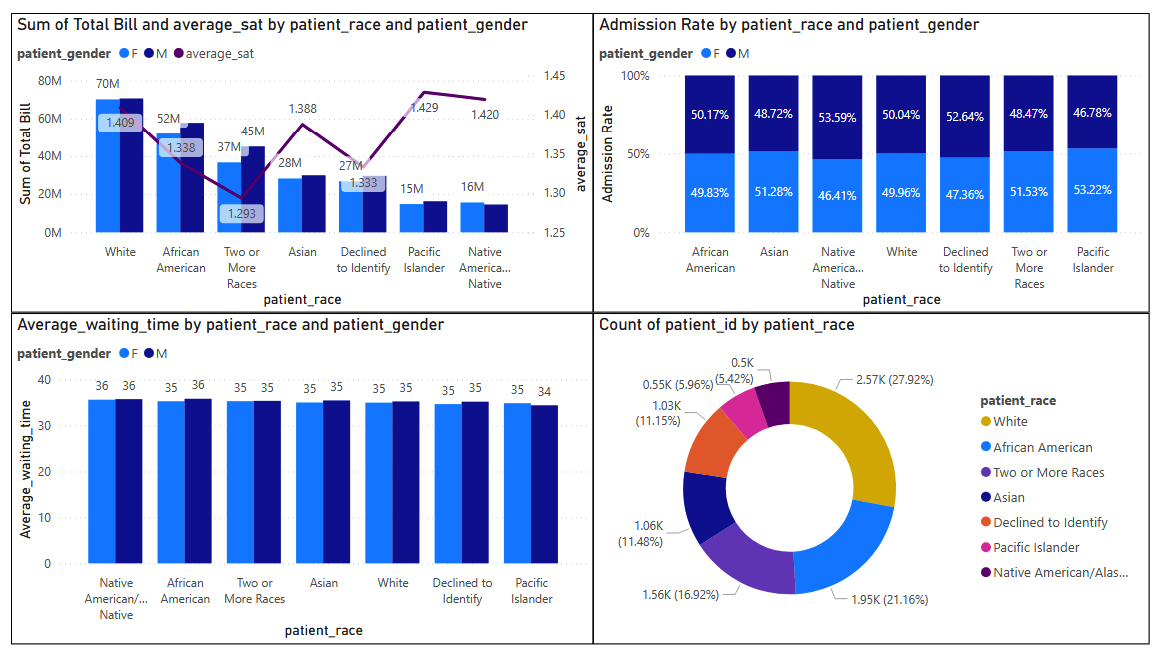 Sum of Total Bill and average_sat by patient_race and patient_gender
patient_gender F M average_sat
80M
60M
40M
20M
0M
Sum of Total Bill
70M
52M
37M
45M
28M
27M
15M
16M
1.409
1.338
1.293
1.388
1.333
1.429
1.420
1.45
1.40
1.35
1.30
1.25
average_sat
White
African
American
Two or
More
Races
Asian
Declined
to Identify
Pacific
Islander
Native
America...
Native
patient_race
Admission Rate by patient_race and patient_gender
patient_gender F M
100%
50%
0%
Admission Rate
50.17%
48.72%
53.59%
50.04%
52.64%
48.47%
46.78%
49.83%
51.28%
46.41%
49.96%
47.36%
51.53%
53.22%
African
American
Asian
Native
America...
Native
White
Declined
to Identify
Two or
More
Races
Pacific
Islander
patient_race
Average_waiting_time by patient_race and patient_gender
patient_gender F M
40
30
20
10
0
Average_waiting_time
36 36 35 36 35 35 35 35 35 35 35 35 35 34
Native
American/...
Native
African
American
Two or
More Races
Asian
White
Declined to
Identify
Pacific
Islander
patient_race
Count of patient_id by patient_race
2.57K (27.92%)
1.95K (21.16%)
1.56K (16.92%)
1.06K
(11.48%)
1.03K
(11.15%)
0.55K (5.96%)
0.5K
(5.42%)
patient_race
White
African American
Two or More Races
Asian
Declined to Identify
Pacific Islander
Native American/Alas...